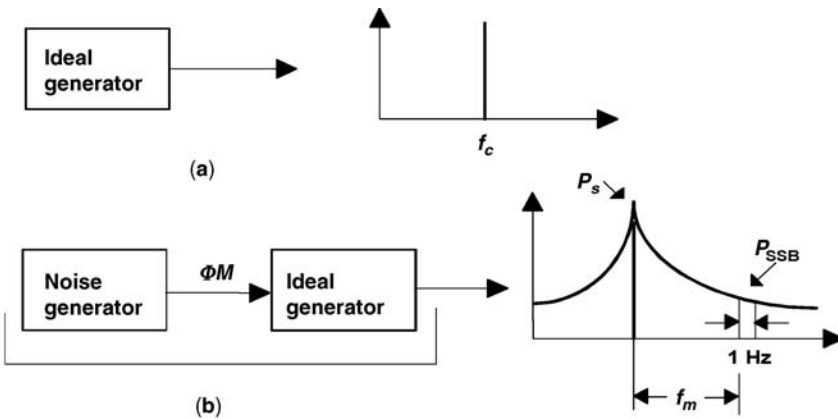 Ideal
generator
f_c
(a)
P_s
P_SSB
Noise
generator
ΦM
Ideal
generator
1 Hz
f_m
(b)